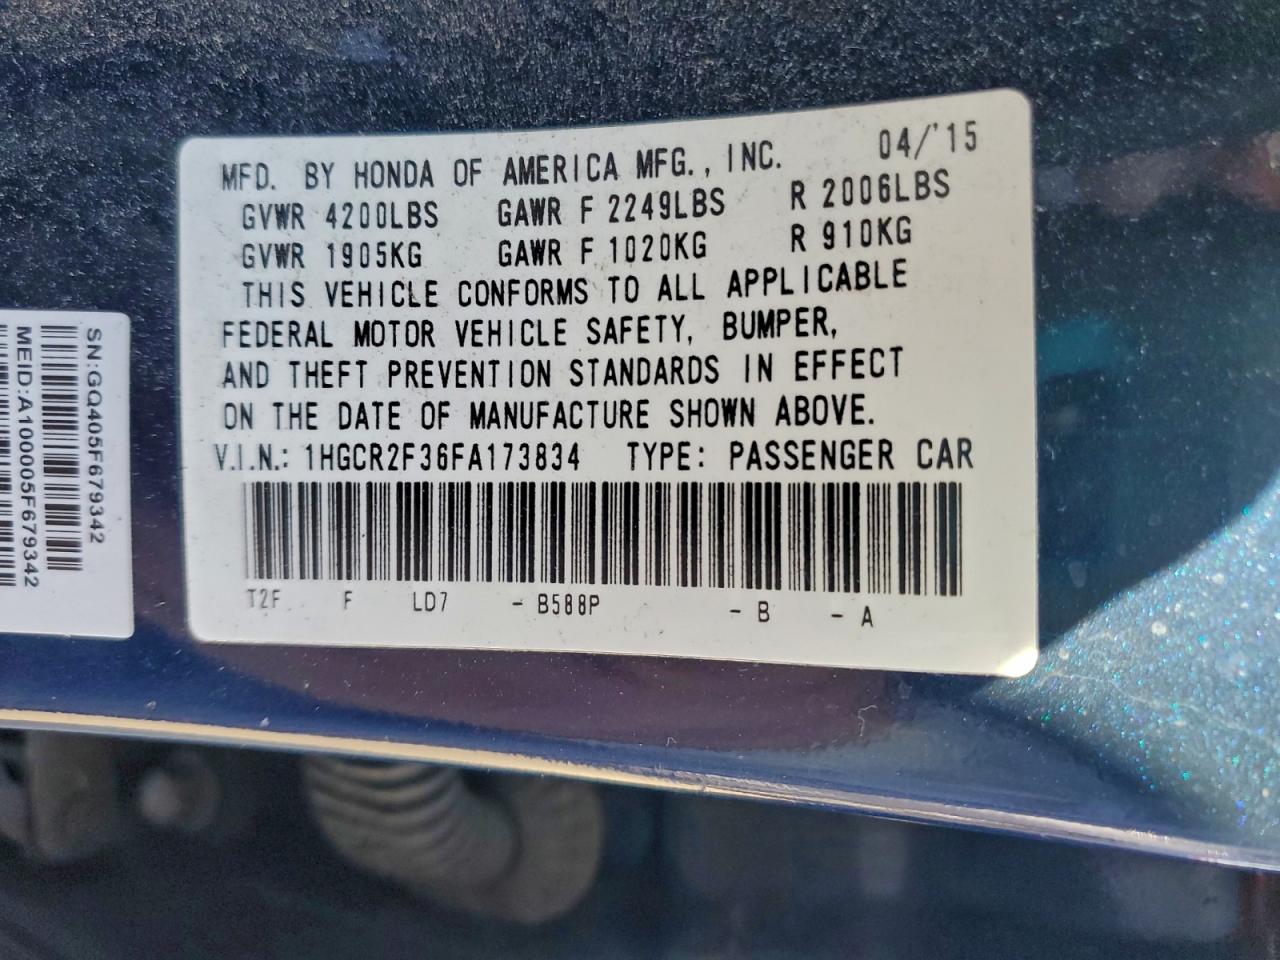 MFD. BY HONDA OF AMERICA MFG., INC. 04/'15
GVWR 4200LBS GAWR F 2249LBS R 2006LBS
GVWR 1905KG GAWR F 1020KG R 910KG
THIS VEHICLE CONFORMS TO ALL APPLICABLE
FEDERAL MOTOR VEHICLE SAFETY, BUMPER,
AND THEFT PREVENTION STANDARDS IN EFFECT
ON THE DATE OF MANUFACTURE SHOWN ABOVE.
V.I.N.: 1HGCR2F36FA173834 TYPE: PASSENGER CAR
T2F F LD7 - B588P - B - A
SN:GQ405F679342
MEID:A100005F679342